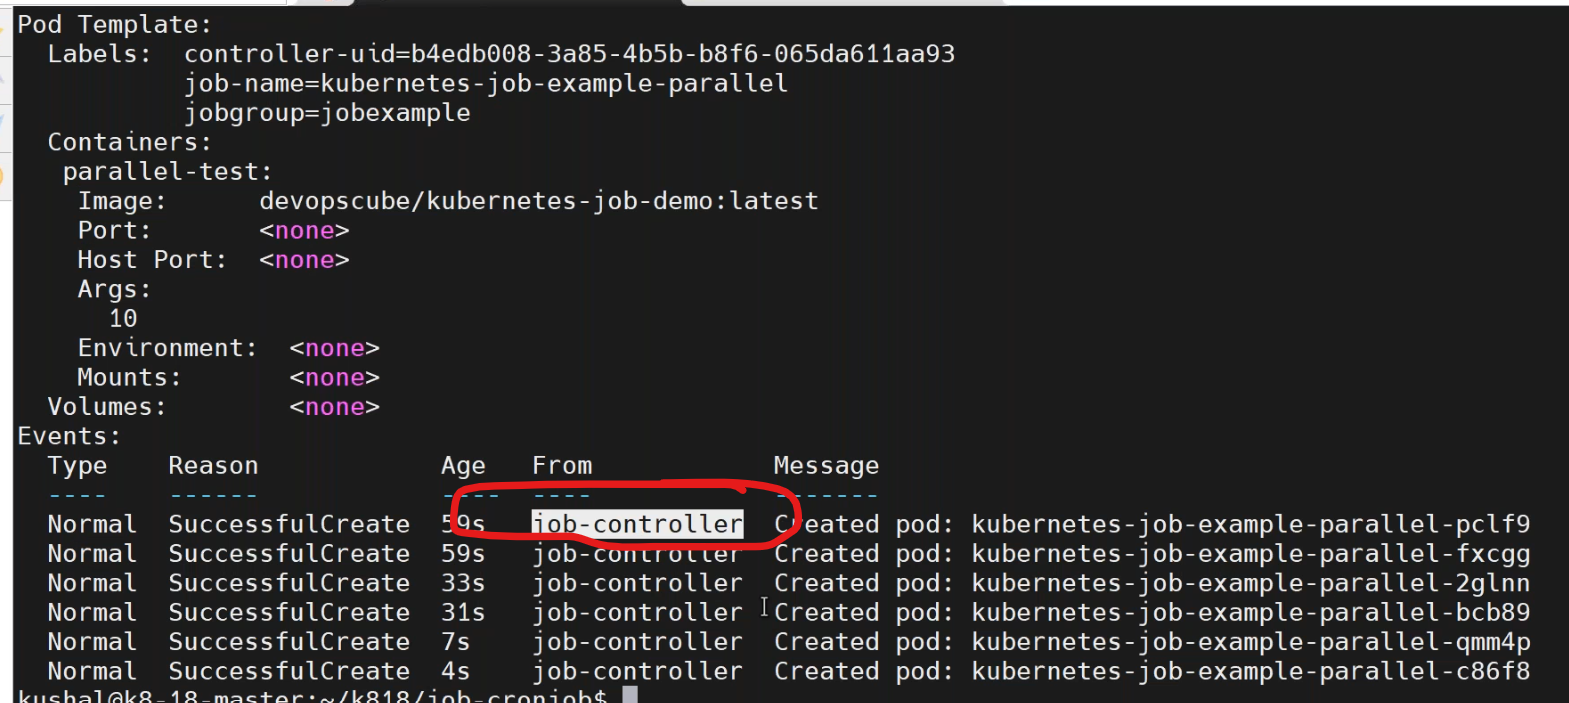 Pod Template:
  Labels:  controller-uid=b4edb008-3a85-4b5b-b8f6-065da611aa93
           job-name=kubernetes-job-example-parallel
           jobgroup=jobexample
  Containers:
   parallel-test:
    Image:      devopscube/kubernetes-job-demo:latest
    Port:       <none>
    Host Port:  <none>
    Args:
      10
    Environment:  <none>
    Mounts:       <none>
  Volumes:        <none>
Events:
  Type    Reason            Age   From            Message
  ----    ------            ----  ----            -------
  Normal  SuccessfulCreate  59s   job-controller  Created pod: kubernetes-job-example-parallel-pclf9
  Normal  SuccessfulCreate  59s   job-controller  Created pod: kubernetes-job-example-parallel-fxcgg
  Normal  SuccessfulCreate  33s   job-controller  Created pod: kubernetes-job-example-parallel-2glnn
  Normal  SuccessfulCreate  31s   job-controller  Created pod: kubernetes-job-example-parallel-bcb89
  Normal  SuccessfulCreate  7s    job-controller  Created pod: kubernetes-job-example-parallel-qmm4p
  Normal  SuccessfulCreate  4s    job-controller  Created pod: kubernetes-job-example-parallel-c86f8
kushal@k8-18-master:~/k818/job-cronjob$